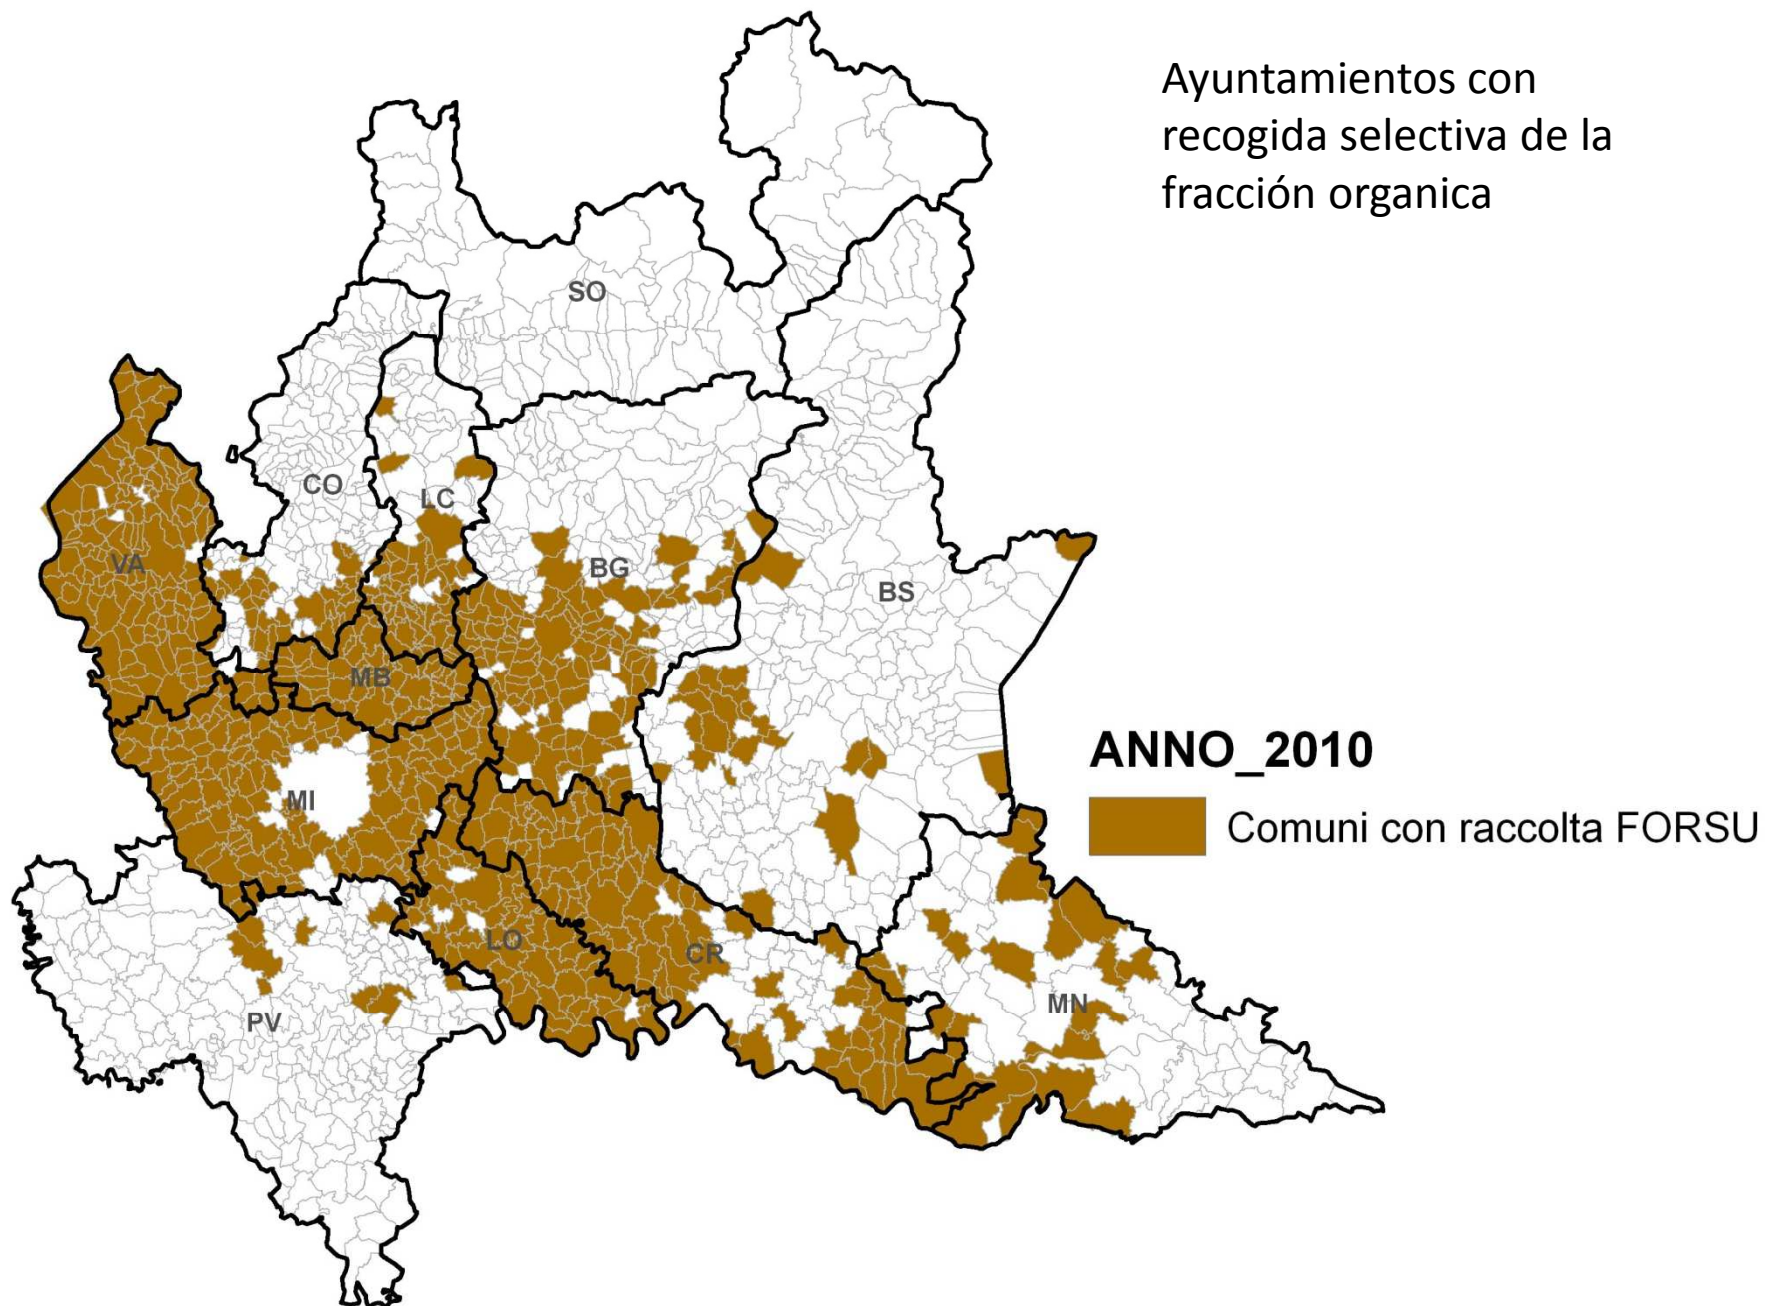 Ayuntamientos con
recogida selectiva de la
fracción organica
SO
CO
LC
VA
BG
BS
MB
MI
ANNO_2010
Comuni con raccolta FORSU
LO
CR
MN
PV